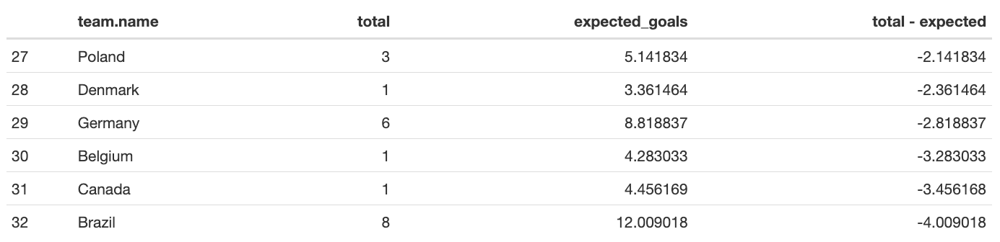 team.name total expected_goals total - expected
27 Poland 3 5.141834 -2.141834
28 Denmark 1 3.361464 -2.361464
29 Germany 6 8.818837 -2.818837
30 Belgium 1 4.283033 -3.283033
31 Canada 1 4.456169 -3.456168
32 Brazil 8 12.009018 -4.009018